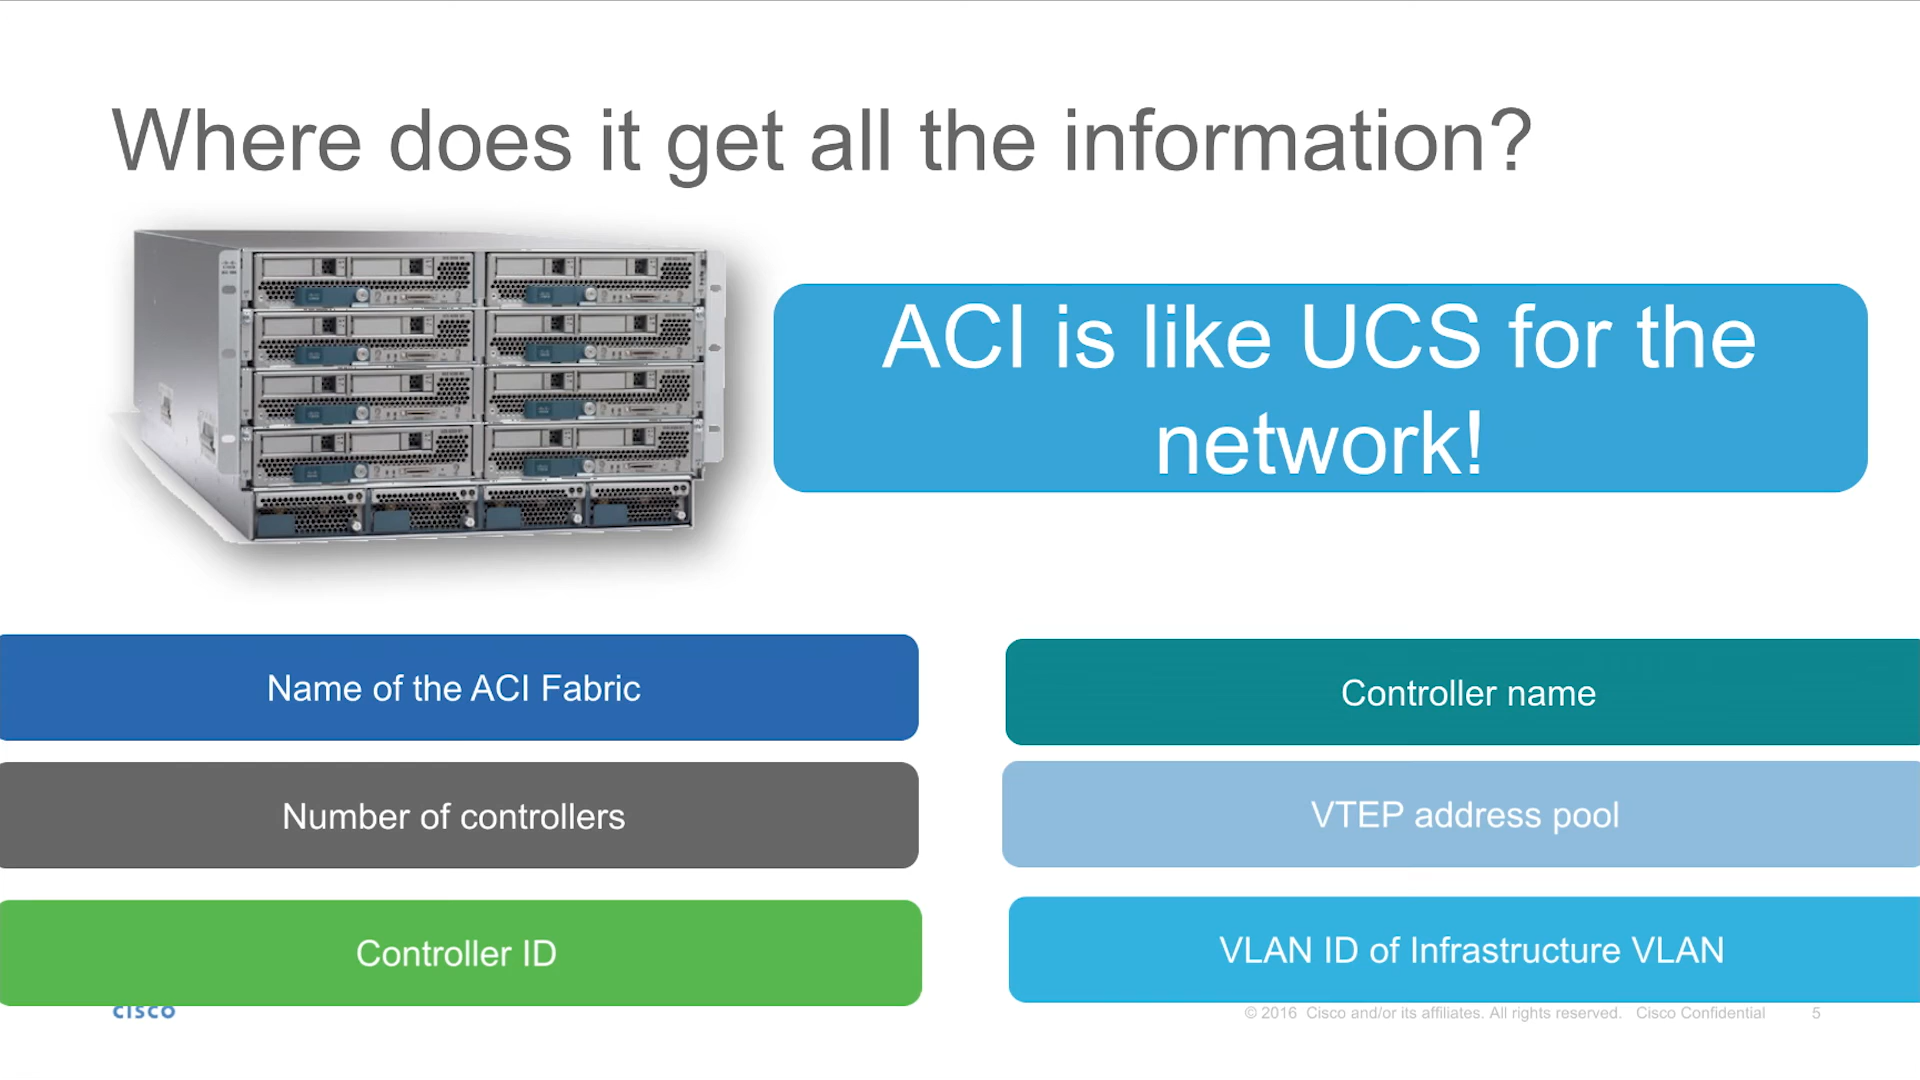 Where does it get all the information?
ACI is like UCS for the
network!
Name of the ACI Fabric
Controller name
Number of controllers
VTEP address pool
Controller ID
VLAN ID of Infrastructure VLAN
CISCO
© 2016 Cisco and/or its affiliates. All rights reserved. Cisco Confidential 5